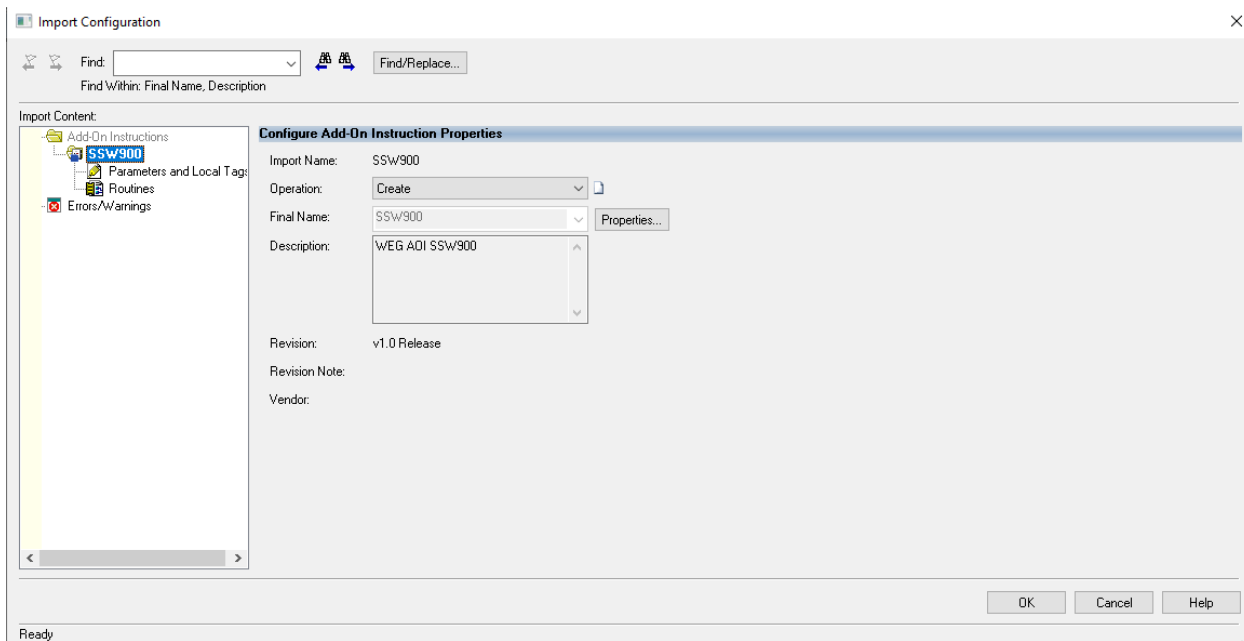 Import Configuration
Find:
Find/Replace...
Find Within: Final Name, Description
Import Content:
Add-On Instructions
SSW900
Parameters and Local Tags
Routines
Errors/Warnings
Configure Add-On Instruction Properties
Import Name: SSW900
Operation: Create
Final Name: SSW900 Properties...
Description: WEG AOI SSW900
Revision: v1.0 Release
Revision Note:
Vendor:
OK Cancel Help
Ready